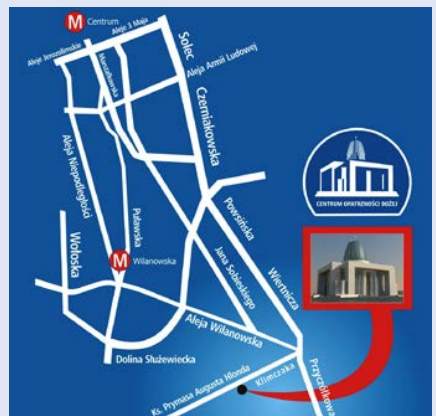 M Centrum
Aleje Jerozolimskie
Aleje 3 Maja
Marszałkowska
Solec
Aleja Armii Ludowej
Czerniakowska
Aleja Niepodległości
Puławska
Wołoska
M Wilanowska
Powsińska
Jana Sobieskiego
Wiertnicza
Aleja Wilanowska
Dolina Służewiecka
Ks. Prymasa Augusta Hlonda
Klimczaka
Przyczółkowa
CENTRUM OPATRZNOŚCI BOŻEJ